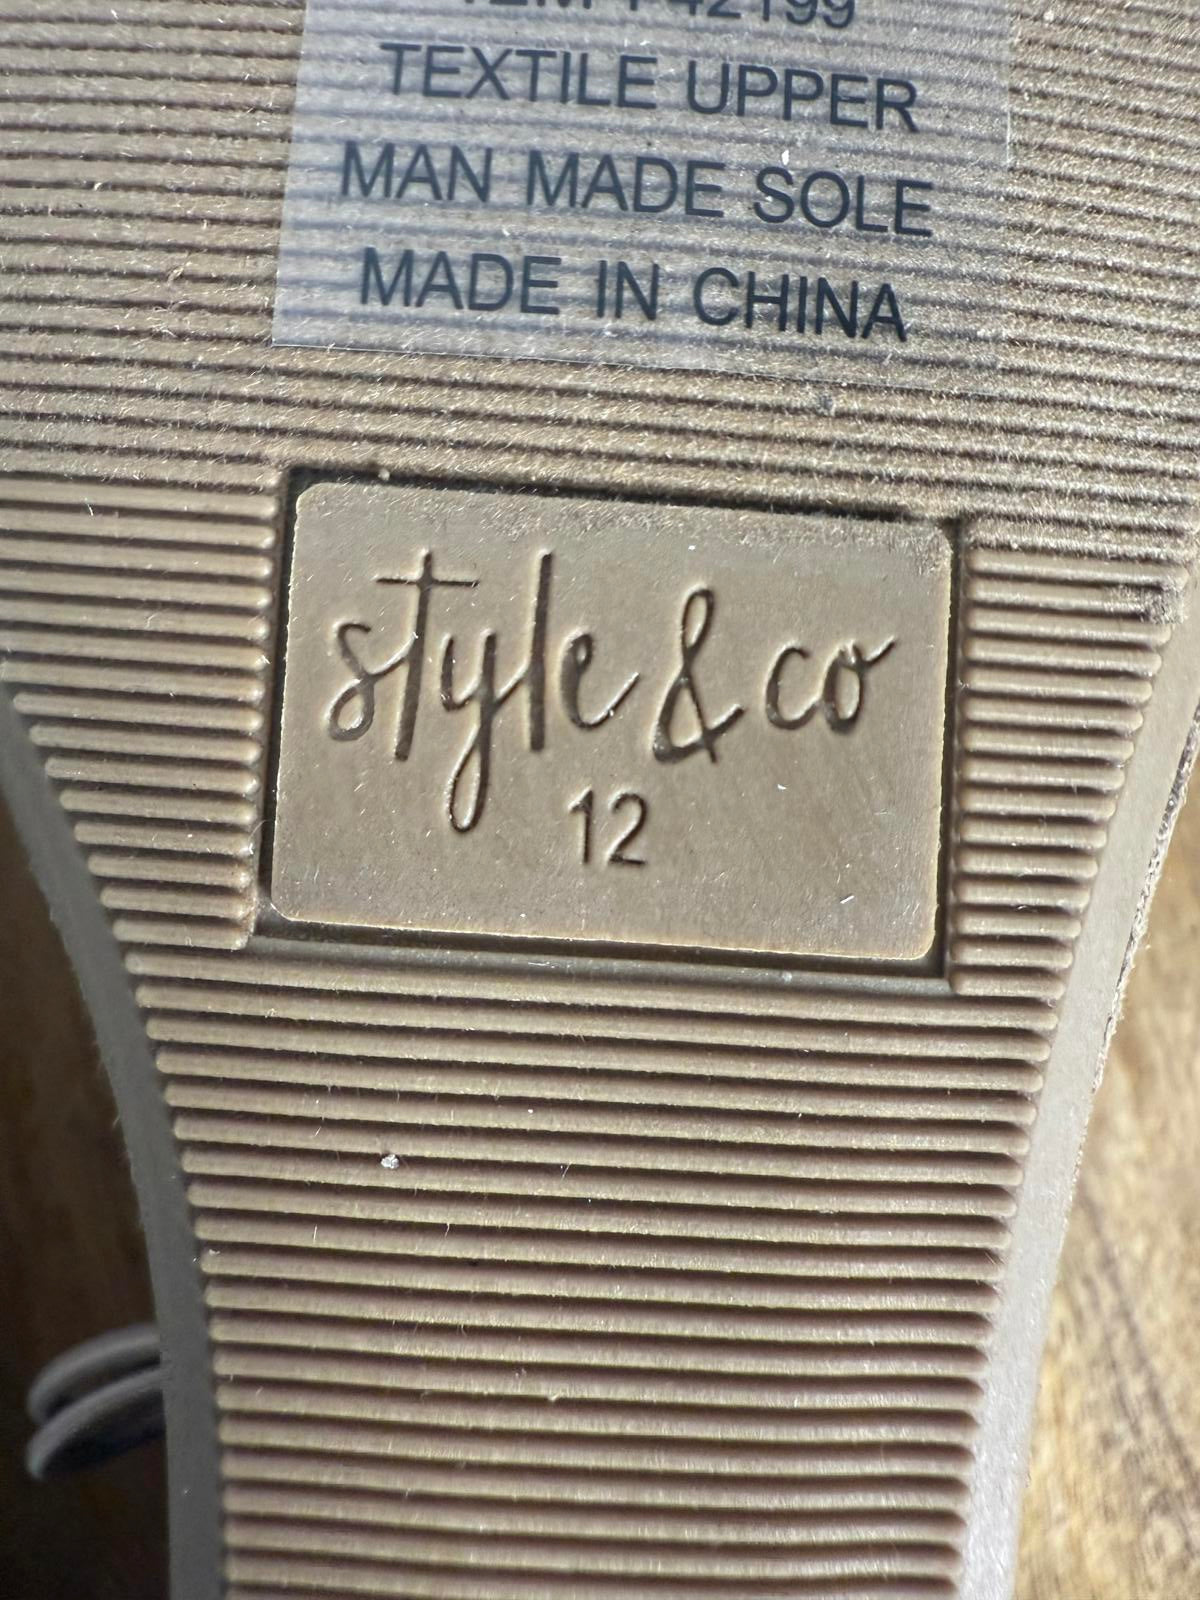 TEXTILE UPPER
MAN MADE SOLE
MADE IN CHINA
style & co
12